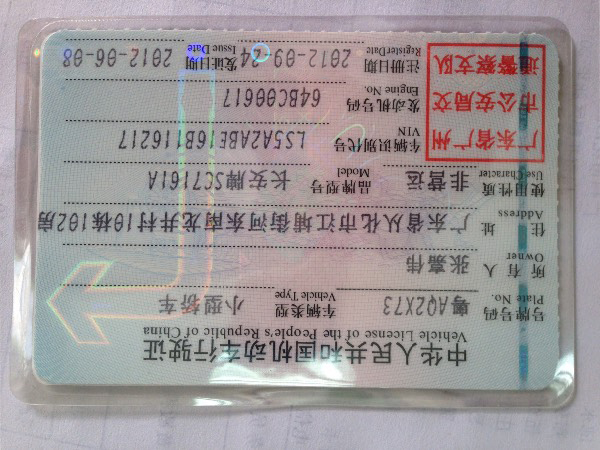 中华人民共和国机动车行驶证
Vehicle License of the People's Republic of China
号牌号码 粤AQ2X73 车辆类型 小型轿车
Plate No. Vehicle Type
所有人 张嘉伟
Owner
住址 广东省从化市江埔街河东南龙井村10栋102房
Address
使用性质 非营运 品牌型号 长安牌SC7161A
Use Character Model
广东省广州市公安局交通警察支队
车辆识别代号 LS5A2ABE16B116217
VIN
发动机号码 64BC00617
Engine No.
注册日期 2012-09-24 发证日期 2012-06-08
Register Date Issue Date